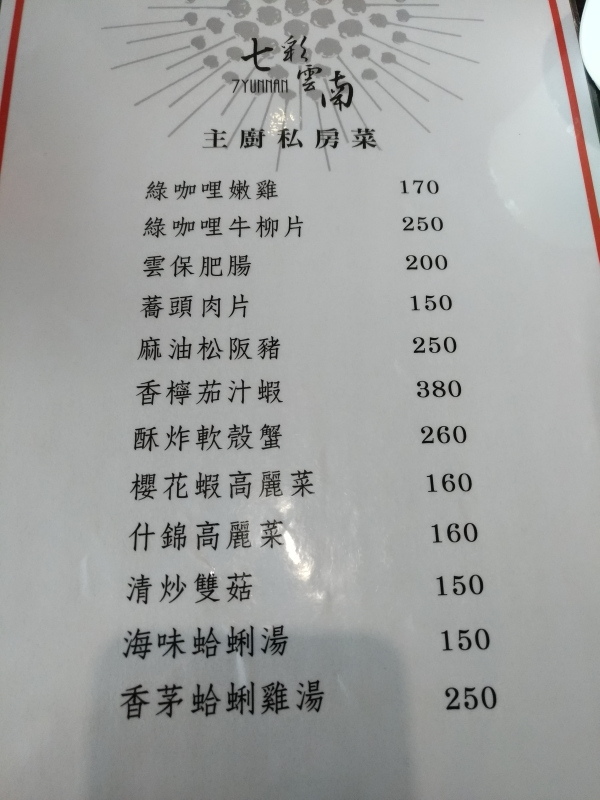 七彩雲南
7YUNNAN
主廚私房菜
綠咖哩嫩雞 170
綠咖哩牛柳片 250
雲保肥腸 200
蕎頭肉片 150
麻油松阪豬 250
香檸茄汁蝦 380
酥炸軟殼蟹 260
櫻花蝦高麗菜 160
什錦高麗菜 160
清炒雙菇 150
海味蛤蜊湯 150
香茅蛤蜊雞湯 250